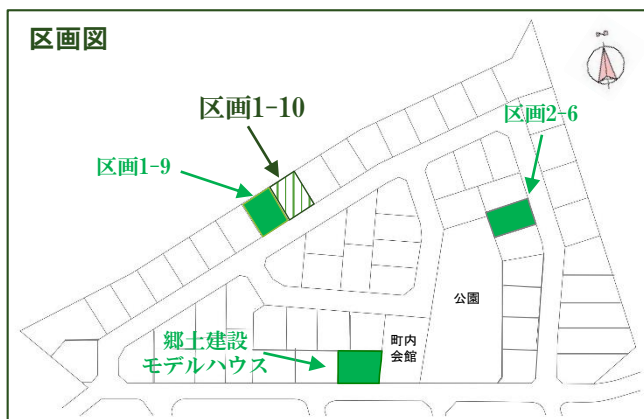 区画図
区画1-10
区画1-9
区画2-6
公園
町内
会館
郷土建設
モデルハウス